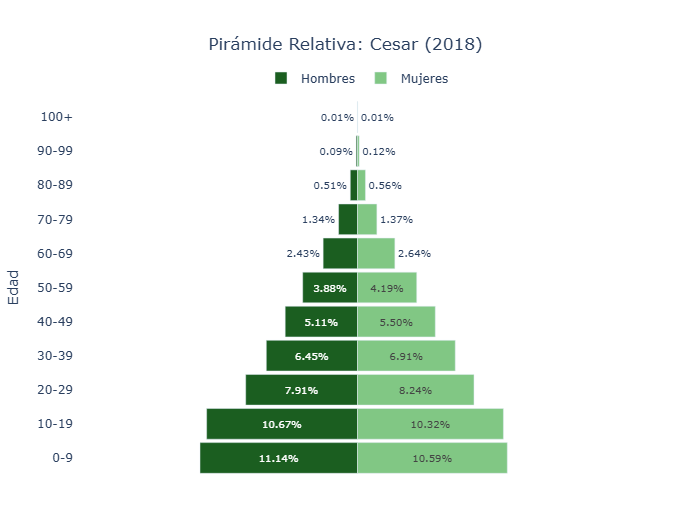 Pirámide Relativa: Cesar (2018)
Hombres Mujeres
100+ 0.01% 0.01%
90-99 0.09% 0.12%
80-89 0.51% 0.56%
70-79 1.34% 1.37%
60-69 2.43% 2.64%
50-59 3.88% 4.19%
40-49 5.11% 5.50%
30-39 6.45% 6.91%
20-29 7.91% 8.24%
10-19 10.67% 10.32%
0-9 11.14% 10.59%
Edad